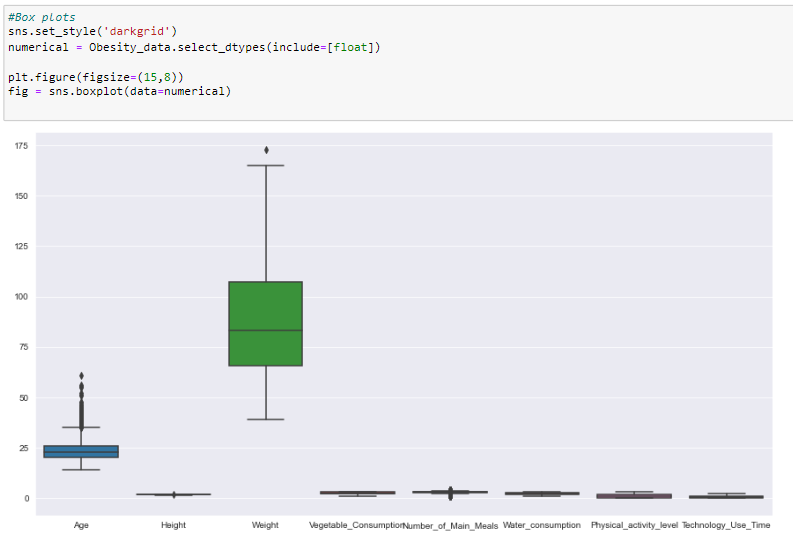 #Box plots
sns.set_style('darkgrid')
numerical = Obesity_data.select_dtypes(include=[float])
plt.figure(figsize=(15,8))
fig = sns.boxplot(data=numerical)
175
150
125
100
75
50
25
0
Age Height Weight Vegetable_Consumption Number_of_Main_Meals Water_consumption Physical_activity_level Technology_Use_Time